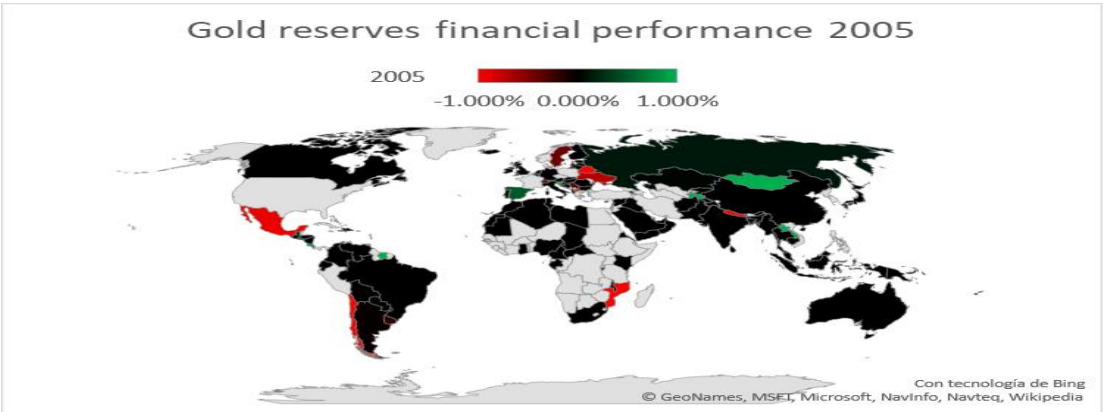 Gold reserves financial performance 2005
2005
-1.000% 0.000% 1.000%
Con tecnología de Bing
© GeoNames, MSFT, Microsoft, NavInfo, Navteq, Wikipedia